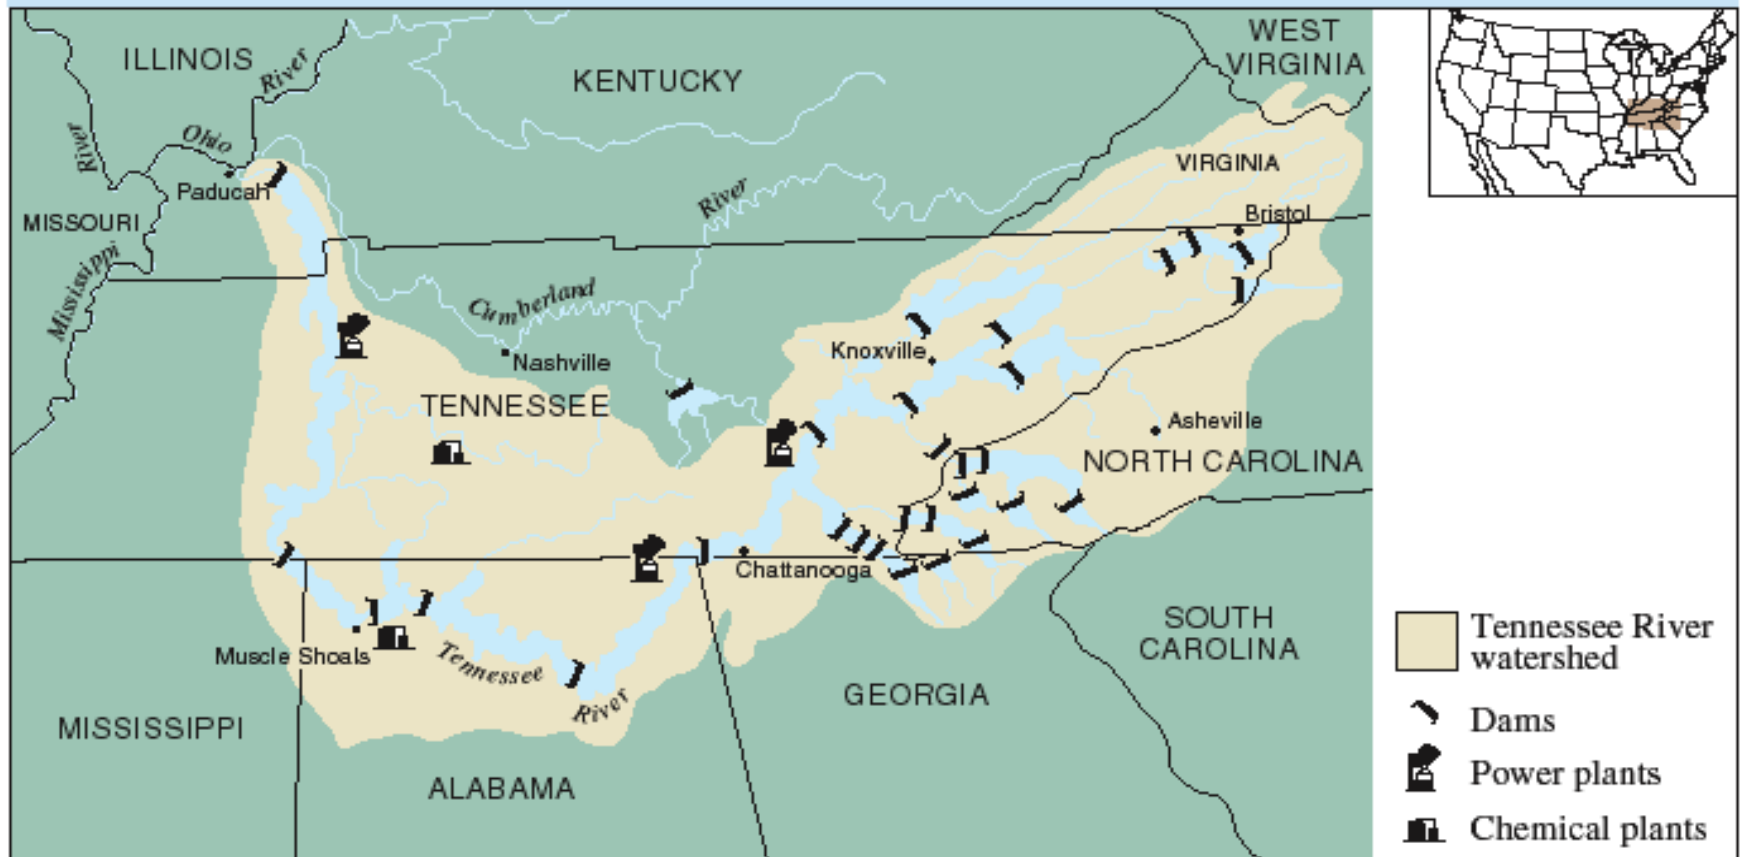 WEST
VIRGINIA
ILLINOIS
River
KENTUCKY
River
Ohio
VIRGINIA
Paducah
River
MISSOURI
Bristol
Mississippi
Cumberland
Knoxville
Nashville
TENNESSEE
Asheville
NORTH CAROLINA
Chattanooga
SOUTH
CAROLINA
Muscle Shoals
Tennessee
River
GEORGIA
MISSISSIPPI
ALABAMA
Tennessee River
watershed
Dams
Power plants
Chemical plants